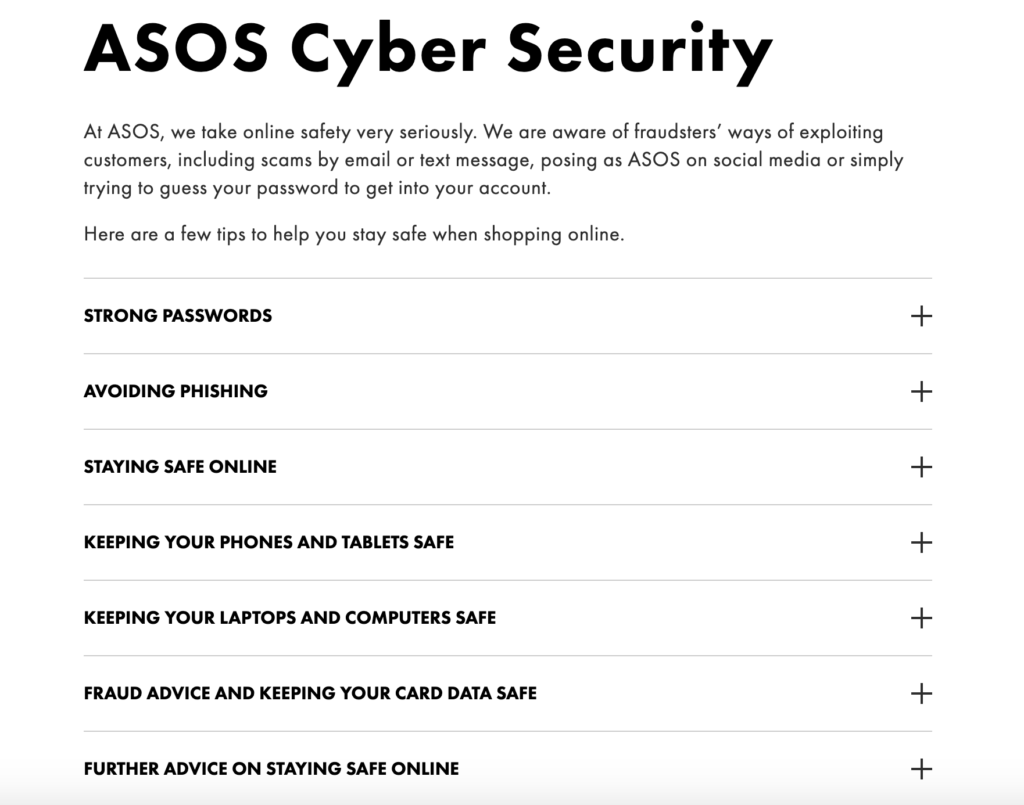 ASOS Cyber Security
At ASOS, we take online safety very seriously. We are aware of fraudsters’ ways of exploiting
customers, including scams by email or text message, posing as ASOS on social media or simply
trying to guess your password to get into your account.
Here are a few tips to help you stay safe when shopping online.
STRONG PASSWORDS
AVOIDING PHISHING
STAYING SAFE ONLINE
KEEPING YOUR PHONES AND TABLETS SAFE
KEEPING YOUR LAPTOPS AND COMPUTERS SAFE
FRAUD ADVICE AND KEEPING YOUR CARD DATA SAFE
FURTHER ADVICE ON STAYING SAFE ONLINE